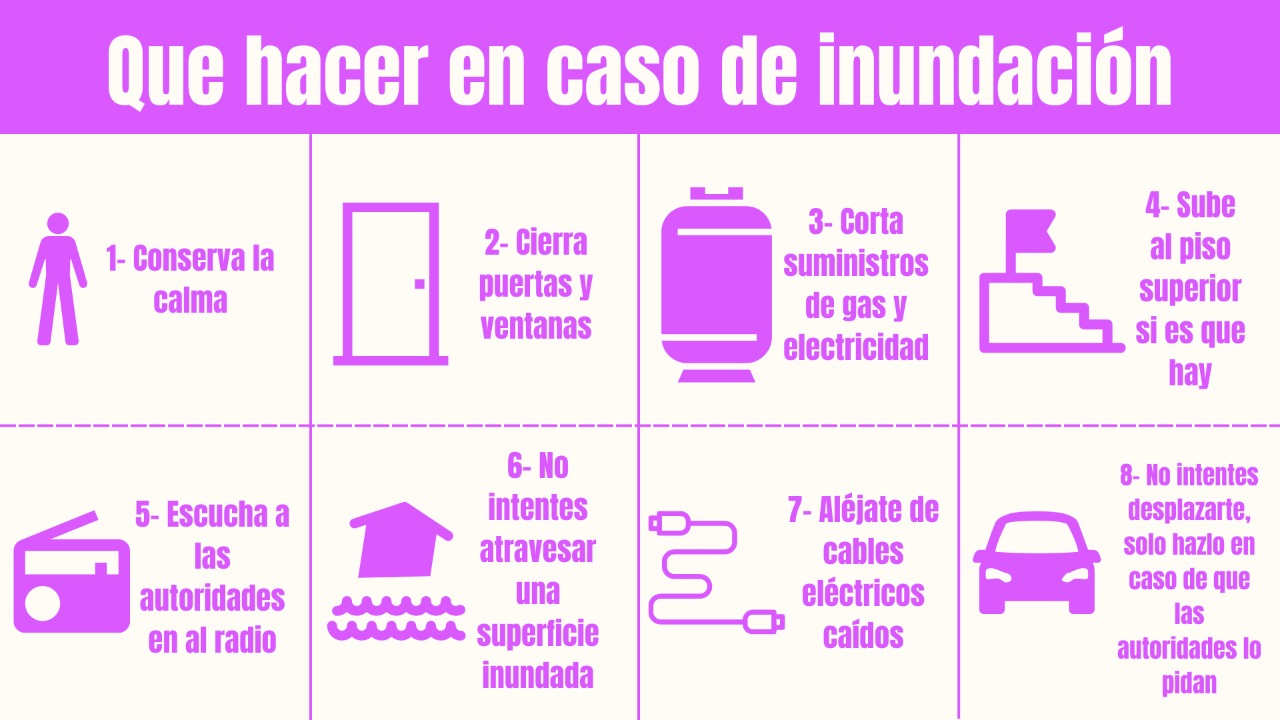 Que hacer en caso de inundación
1- Conserva la
calma
2- Cierra
puertas y
ventanas
3- Corta
suministros
de gas y
electricidad
4- Sube
al piso
superior
si es que
hay
5- Escucha a
las
autoridades
en al radio
6- No
intentes
atravesar
una
superficie
inundada
7- Aléjate de
cables
eléctricos
caídos
8- No intentes
desplazarte,
solo hazlo en
caso de que
las
autoridades lo
pidan